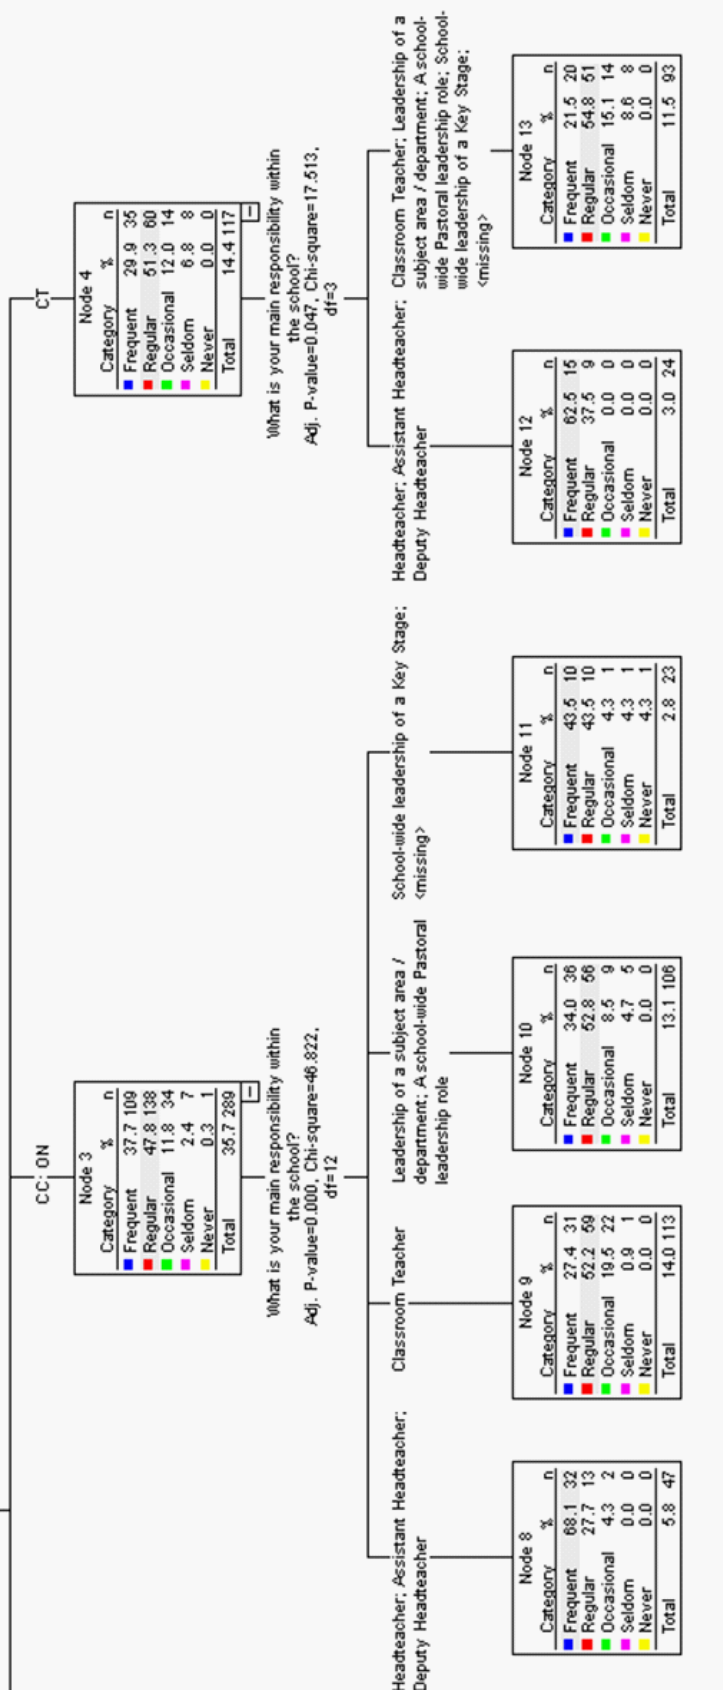 CC: ON
Node 3
Category % n
Frequent 37.7 109
Regular 47.8 138
Occasional 11.8 34
Seldom 2.4 7
Never 0.3 1
Total 35.7 289
What is your main responsibility within
the school?
Adj. P-value=0.000, Chi-square=46.822,
df=12
Headteacher; Assistant Headteacher;
Deputy Headteacher
Node 8
Category % n
Frequent 68.1 32
Regular 27.7 13
Occasional 4.3 2
Seldom 0.0 0
Never 0.0 0
Total 5.8 47
Classroom Teacher
Node 9
Category % n
Frequent 27.4 31
Regular 52.2 59
Occasional 19.5 22
Seldom 0.9 1
Never 0.0 0
Total 14.0 113
Leadership of a subject area /
department; A school-wide Pastoral
leadership role
Node 10
Category % n
Frequent 34.0 36
Regular 52.8 56
Occasional 8.5 9
Seldom 4.7 5
Never 0.0 0
Total 13.1 106
School-wide leadership of a Key Stage;
<missing>
Node 11
Category % n
Frequent 43.5 10
Regular 43.5 10
Occasional 4.3 1
Seldom 4.3 1
Never 4.3 1
Total 2.8 23
CT
Node 4
Category % n
Frequent 29.9 35
Regular 51.3 60
Occasional 12.0 14
Seldom 6.8 8
Never 0.0 0
Total 14.4 117
What is your main responsibility within
the school?
Adj. P-value=0.047, Chi-square=17.513,
df=3
Headteacher; Assistant Headteacher;
Deputy Headteacher
Node 12
Category % n
Frequent 62.5 15
Regular 37.5 9
Occasional 0.0 0
Seldom 0.0 0
Never 0.0 0
Total 3.0 24
Classroom Teacher; Leadership of a
subject area / department; A school-
wide Pastoral leadership role; School-
wide leadership of a Key Stage;
<missing>
Node 13
Category % n
Frequent 21.5 20
Regular 54.8 51
Occasional 15.1 14
Seldom 8.6 8
Never 0.0 0
Total 11.5 93